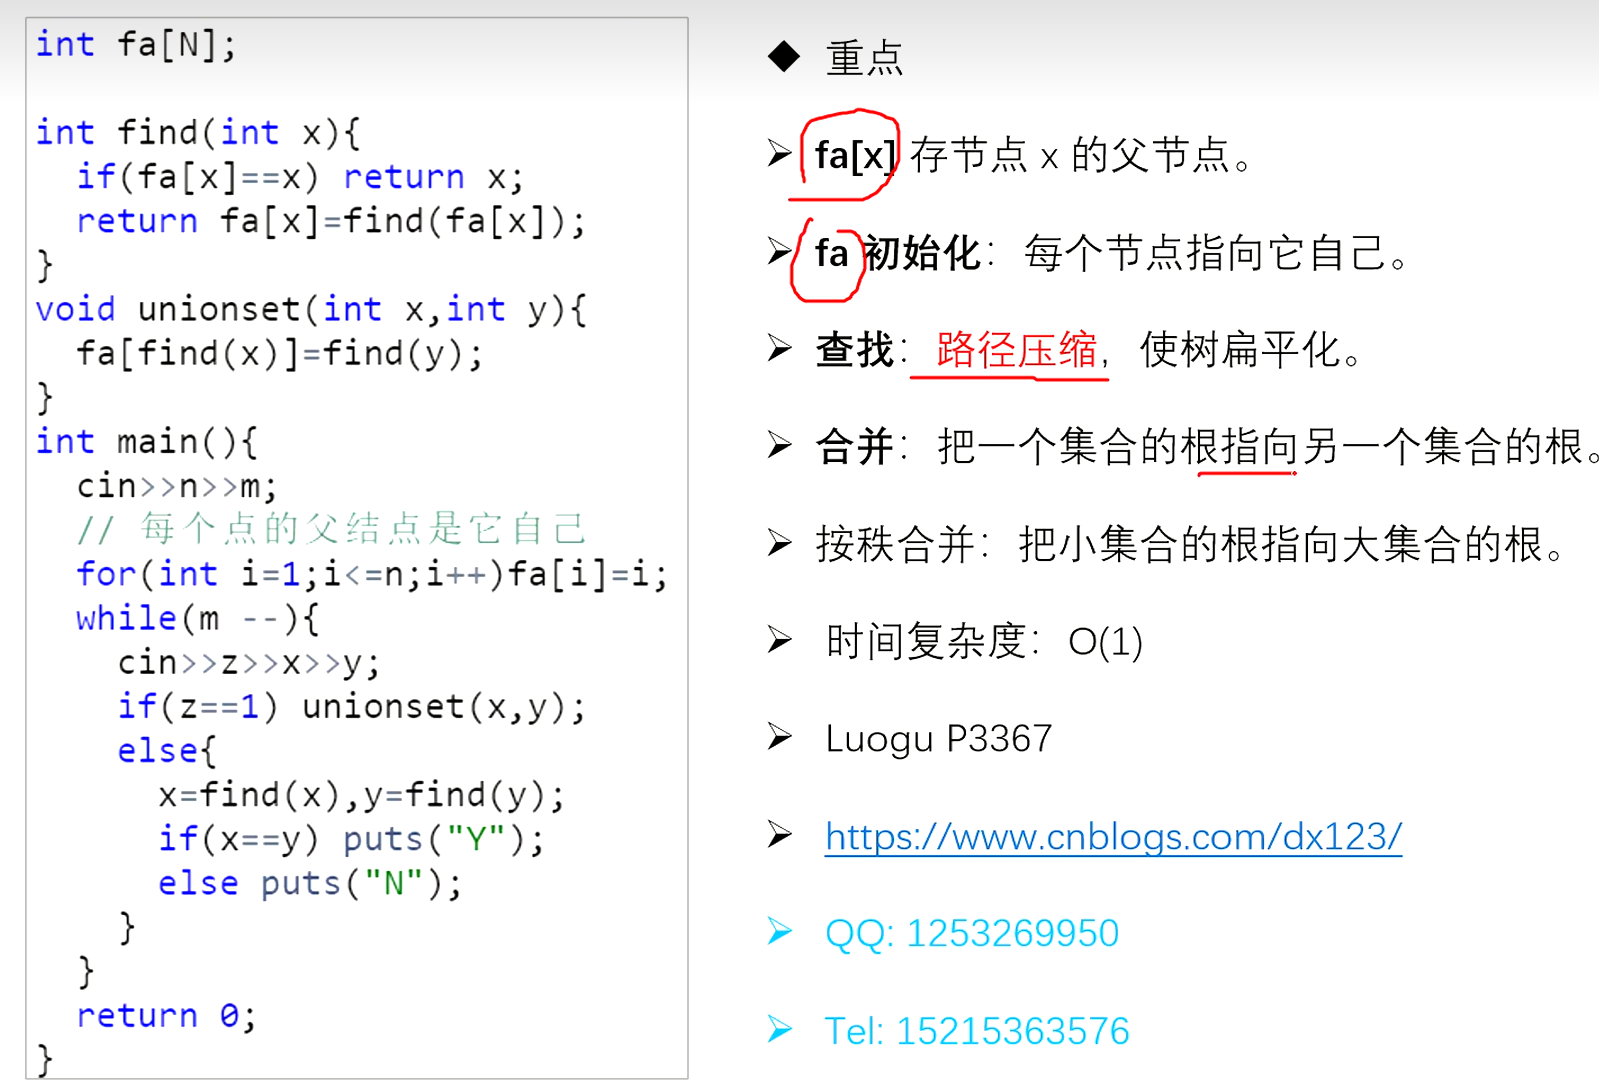 int fa[N];
int find(int x){
if(fa[x]==x) return x;
return fa[x]=find(fa[x]);
}
void unionset(int x,int y){
fa[find(x)]=find(y);
}
int main(){
cin>>n>>m;
// 每个点的父结点是它自己
for(int i=1;i<=n;i++)fa[i]=i;
while(m --){
cin>>z>>x>>y;
if(z==1) unionset(x,y);
else{
x=find(x),y=find(y);
if(x==y) puts("Y");
else puts("N");
}
}
return 0;
}
◆ 重点
➢ fa[x] 存节点 x 的父节点。
➢ fa 初始化：每个节点指向它自己。
➢ 查找：路径压缩，使树扁平化。
➢ 合并：把一个集合的根指向另一个集合的根。
➢ 按秩合并：把小集合的根指向大集合的根。
➢ 时间复杂度：O(1)
➢ Luogu P3367
➢ https://www.cnblogs.com/dx123/
➢ QQ: 1253269950
➢ Tel: 15215363576